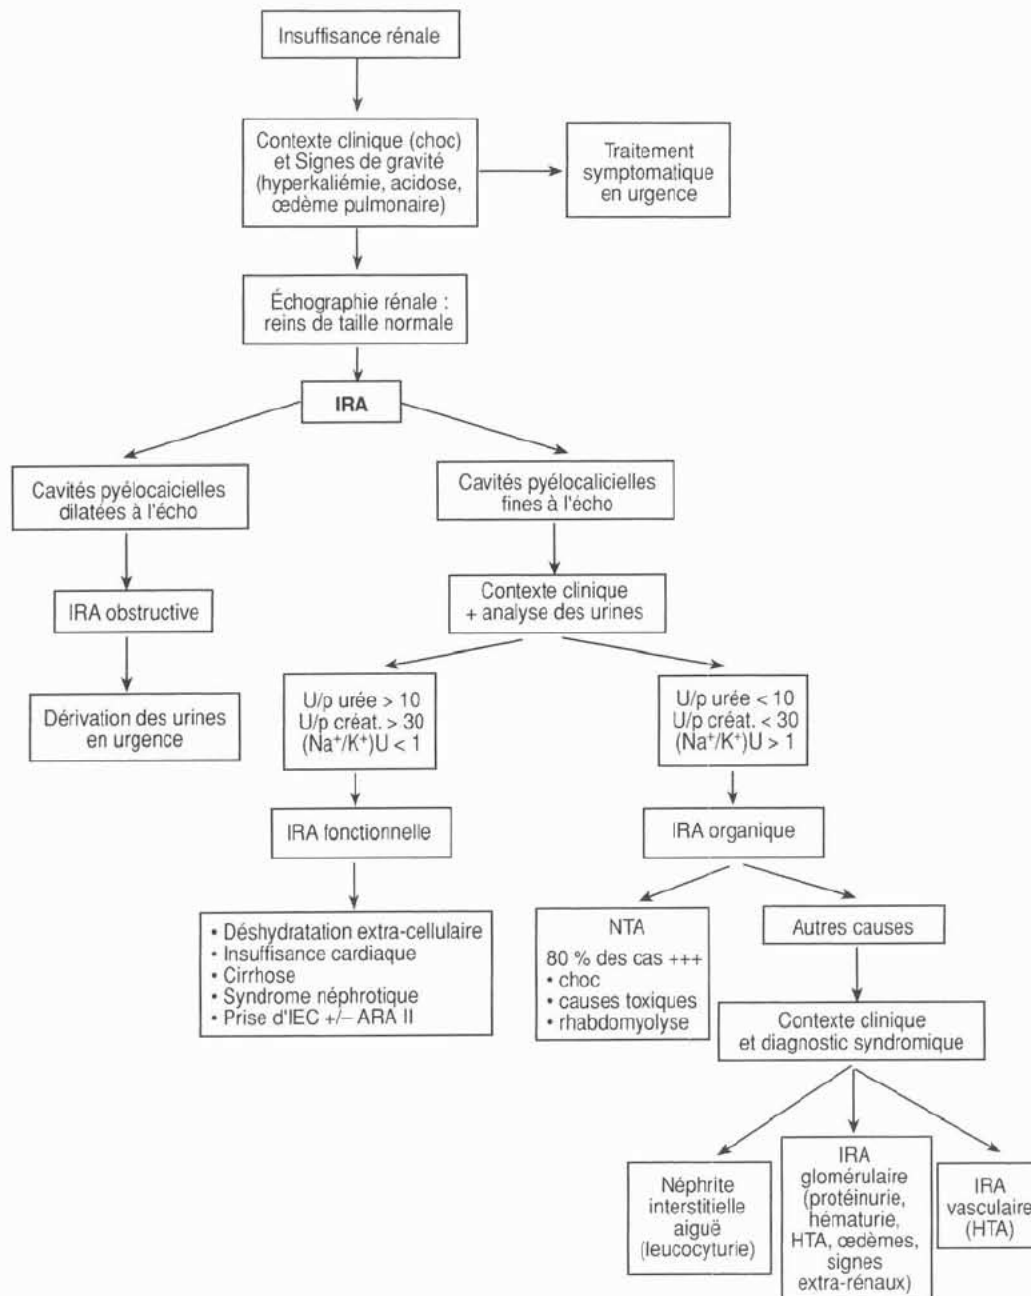 Insuffisance rénale
Contexte clinique (choc)
et Signes de gravité
(hyperkaliémie, acidose,
œdème pulmonaire)
Traitement
symptomatique
en urgence
Échographie rénale :
reins de taille normale
IRA
Cavités pyélocaicielles
dilatées à l'écho
Cavités pyélocalicielles
fines à l'écho
IRA obstructive
Contexte clinique
+ analyse des urines
Dérivation des urines
en urgence
U/p urée > 10
U/p créat. > 30
(Na⁺/K⁺)U < 1
U/p urée < 10
U/p créat. < 30
(Na⁺/K⁺)U > 1
IRA fonctionnelle
IRA organique
• Déshydratation extra-cellulaire
• Insuffisance cardiaque
• Cirrhose
• Syndrome néphrotique
• Prise d'IEC +/– ARA II
NTA
80 % des cas +++
• choc
• causes toxiques
• rhabdomyolyse
Autres causes
Contexte clinique
et diagnostic syndromique
Néphrite
interstitielle
aiguë
(leucocyturie)
IRA
glomérulaire
(protéinurie,
hématurie,
HTA, œdèmes,
signes
extra-rénaux)
IRA
vasculaire
(HTA)